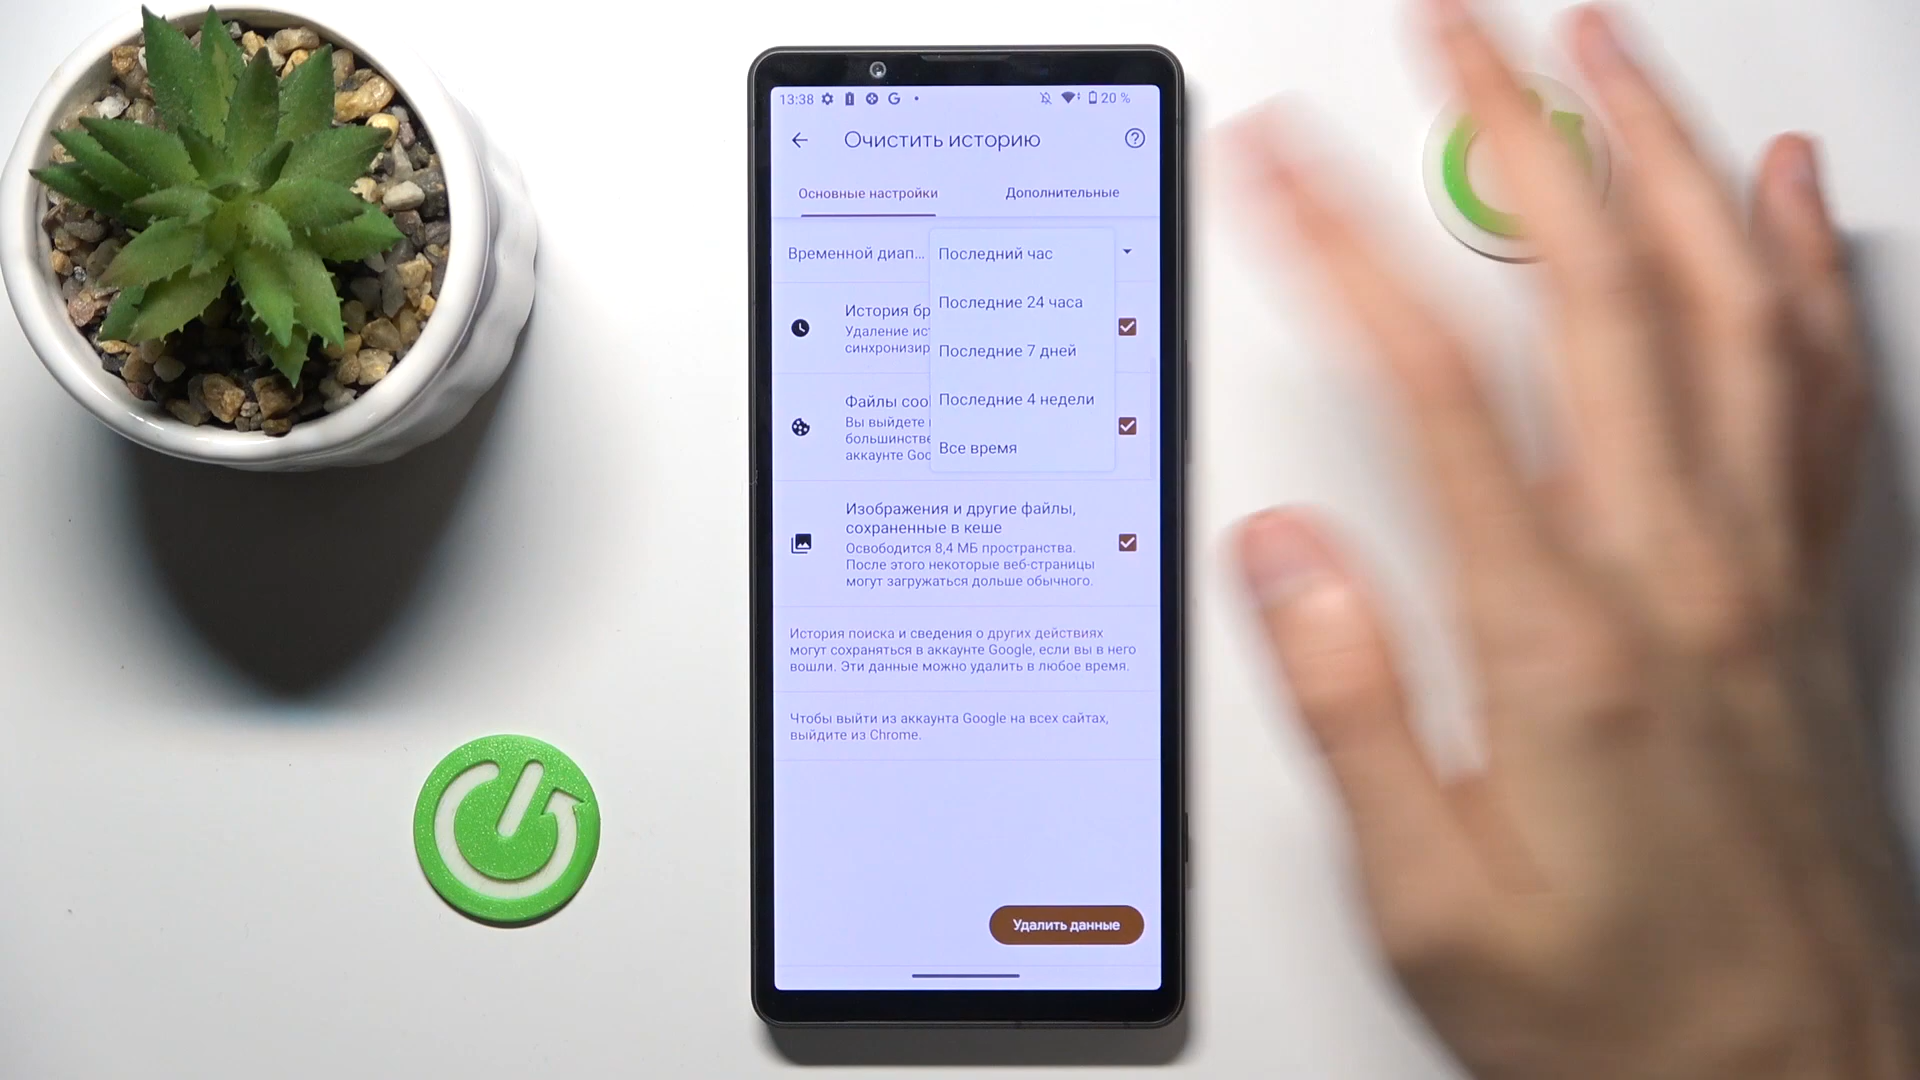 13:38
20 %
Очистить историю
Основные настройки
Дополнительные
Временной диап...
Последний час
Последние 24 часа
Последние 7 дней
Последние 4 недели
Все время
История бр
Удаление ис
синхронизир
Файлы coo
Вы выйдете
большинстве
аккаунте Goo
Изображения и другие файлы,
сохраненные в кеше
Освободится 8,4 МБ пространства.
После этого некоторые веб-страницы
могут загружаться дольше обычного.
История поиска и сведения о других действиях
могут сохраняться в аккаунте Google, если вы в него
вошли. Эти данные можно удалить в любое время.
Чтобы выйти из аккаунта Google на всех сайтах,
выйдите из Chrome.
Удалить данные